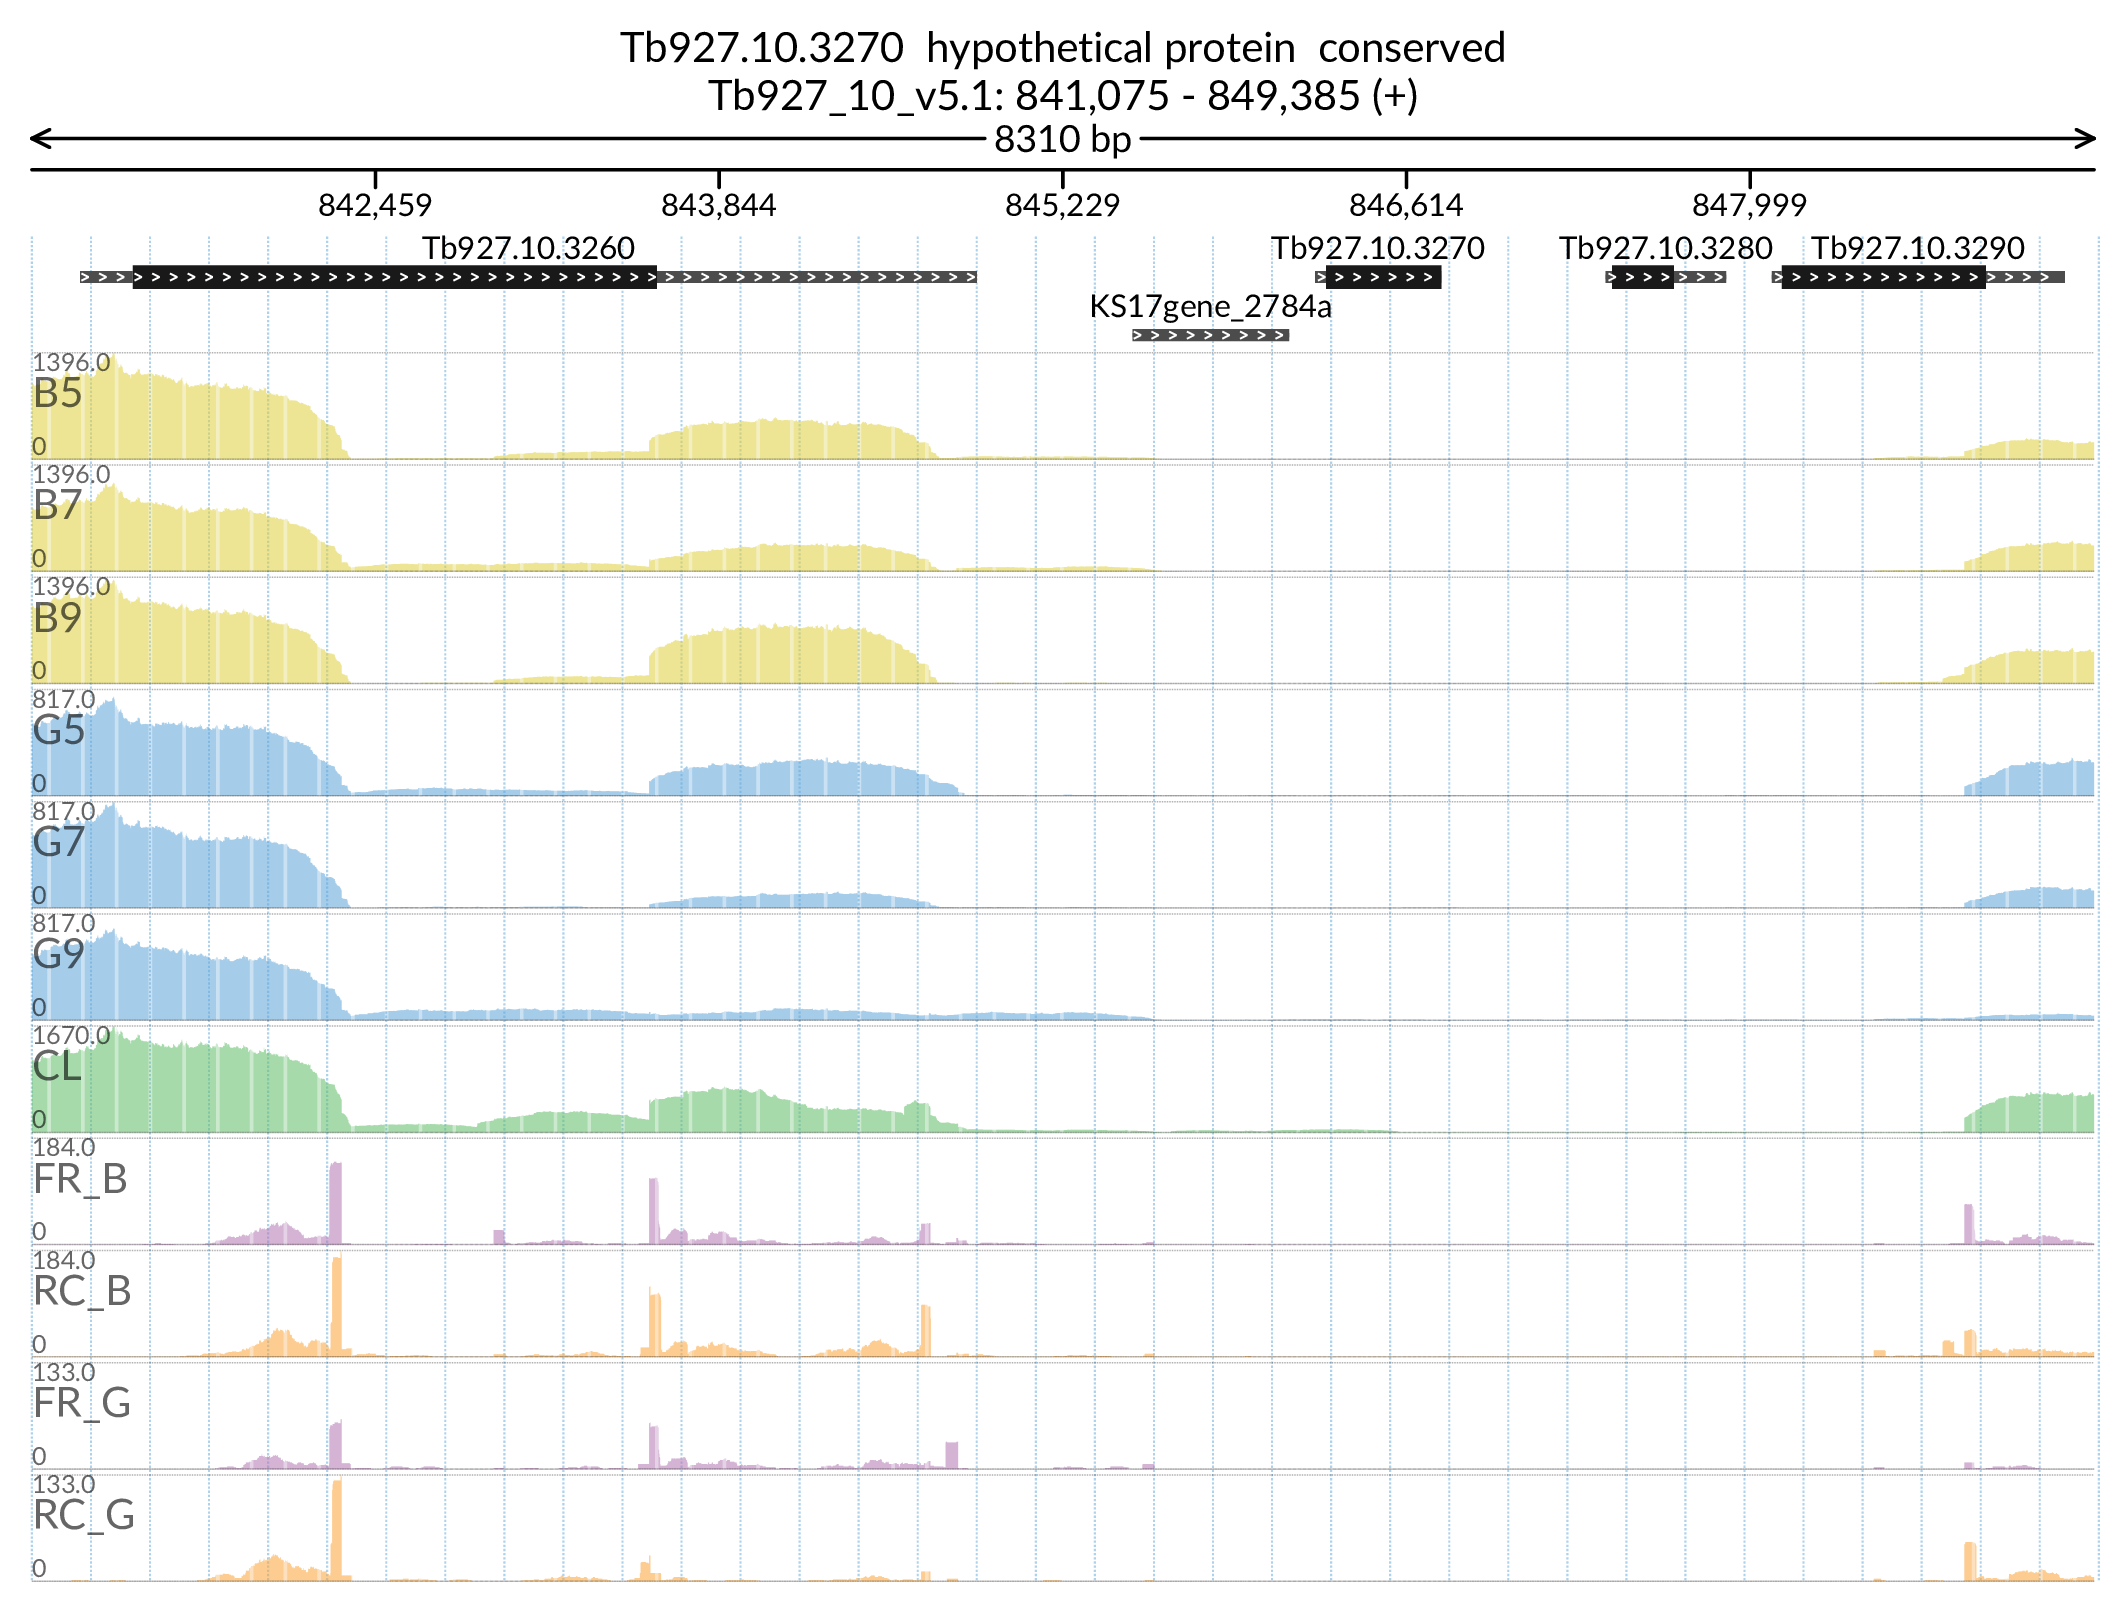 Tb927.10.3270  hypothetical protein  conserved
Tb927_10_v5.1: 841,075 - 849,385 (+)
8310 bp
842,459 843,844 845,229 846,614 847,999
Tb927.10.3260 Tb927.10.3270 Tb927.10.3280 Tb927.10.3290
KS17gene_2784a
1396.0
B5
0
1396.0
B7
0
1396.0
B9
0
817.0
G5
0
817.0
G7
0
817.0
G9
0
1670.0
CL
0
184.0
FR_B
0
184.0
RC_B
0
133.0
FR_G
0
133.0
RC_G
0